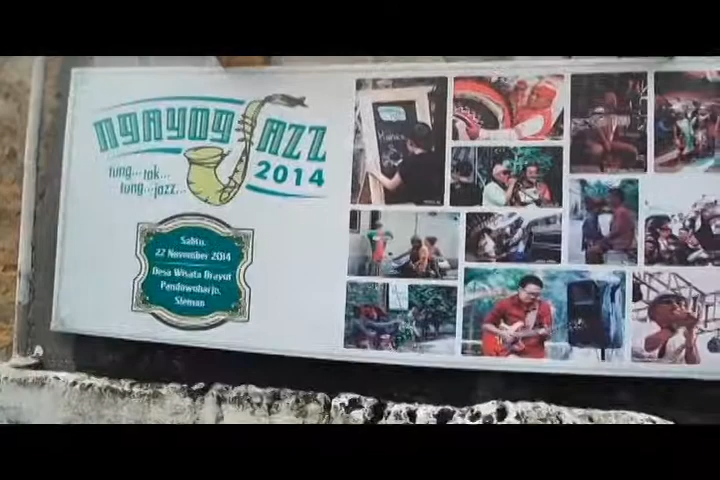 NGAYOGJAZZ
2014
tung...tak...
tung...jazz...
Sabtu,
22 November 2014
Desa Wisata Brayut
Pandowoharjo,
Sleman